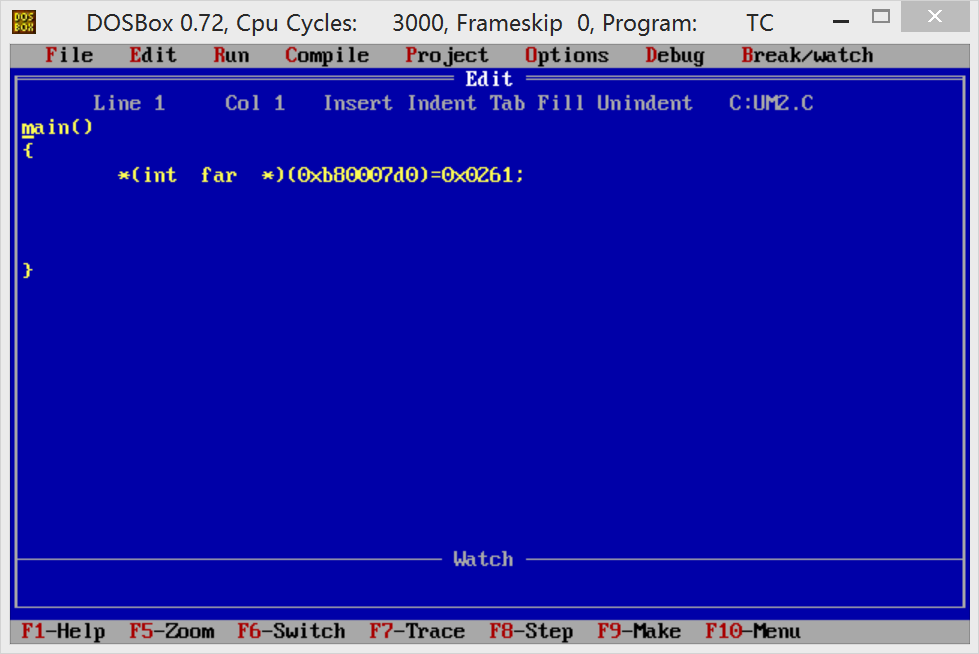 DOS BOX DOSBox 0.72, Cpu Cycles: 3000, Frameskip 0, Program: TC
File Edit Run Compile Project Options Debug Break/watch
Edit
Line 1 Col 1 Insert Indent Tab Fill Unindent C:UM2.C
main()
{
*(int far *)(0xb80007d0)=0x0261;
}
Watch
F1-Help F5-Zoom F6-Switch F7-Trace F8-Step F9-Make F10-Menu